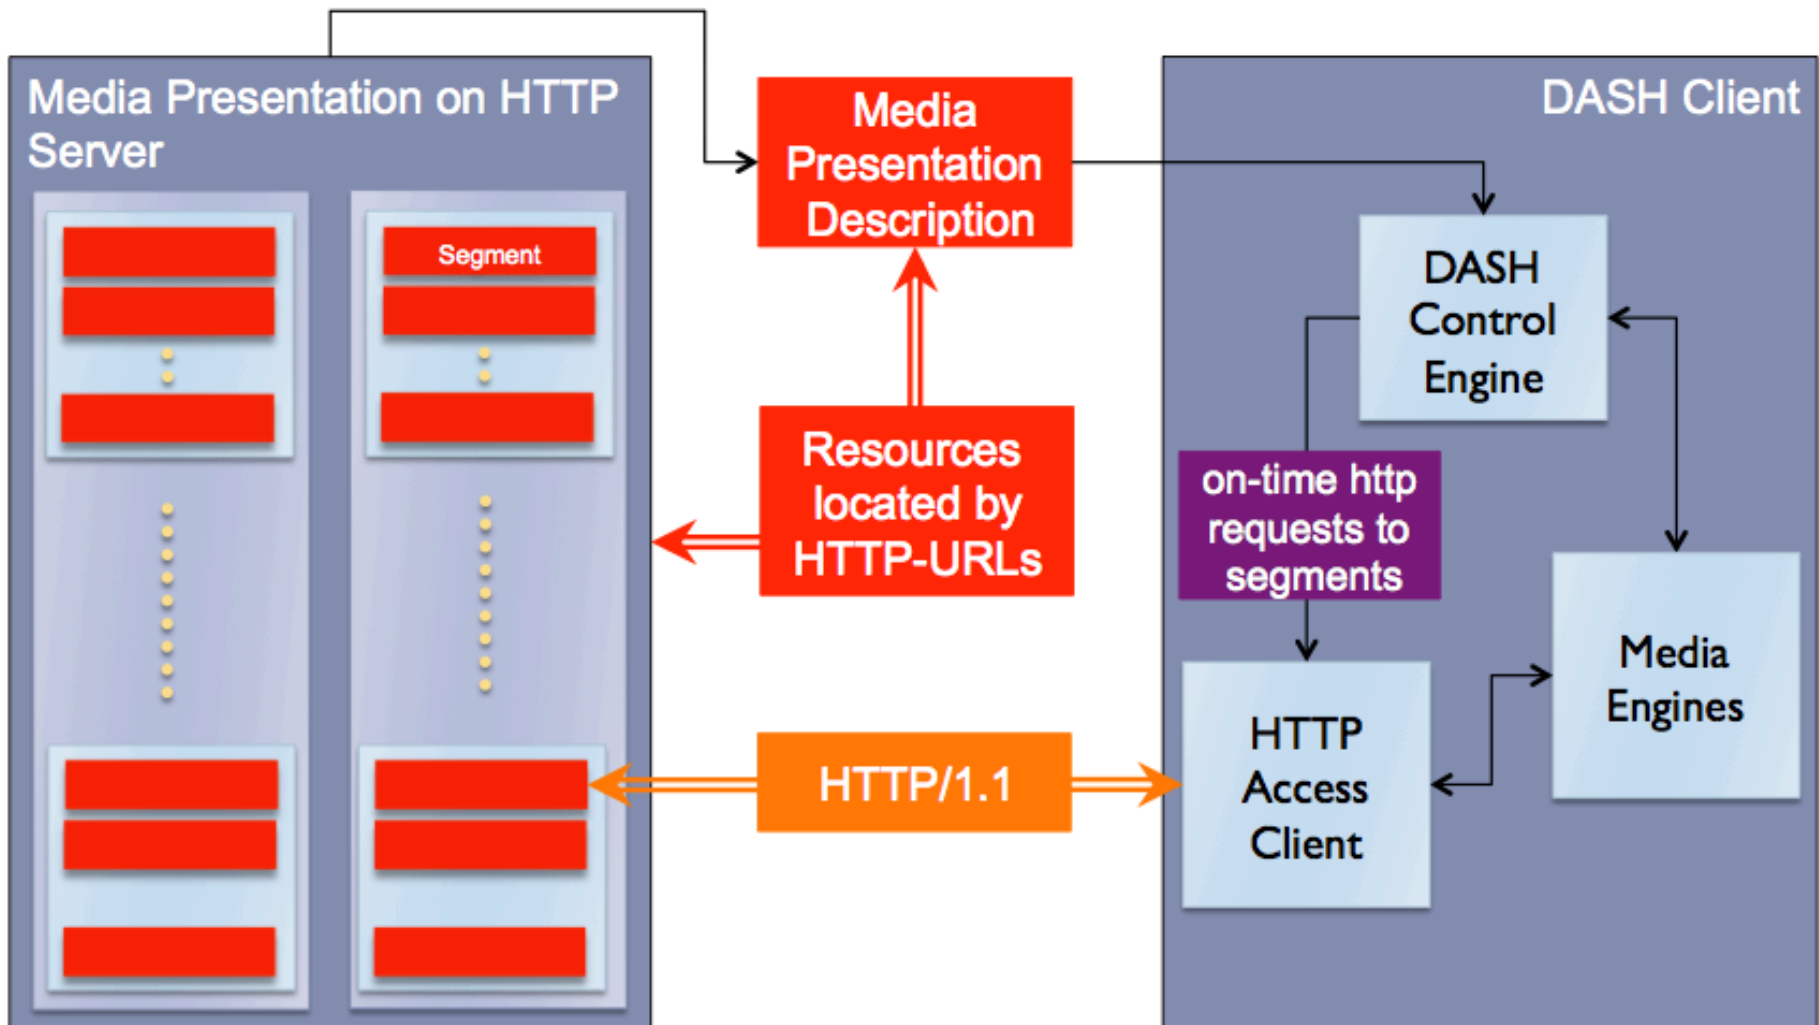 Media Presentation on HTTP
Server
Segment
Media
Presentation
Description
Resources
located by
HTTP-URLs
HTTP/1.1
DASH Client
DASH
Control
Engine
on-time http
requests to
segments
HTTP
Access
Client
Media
Engines